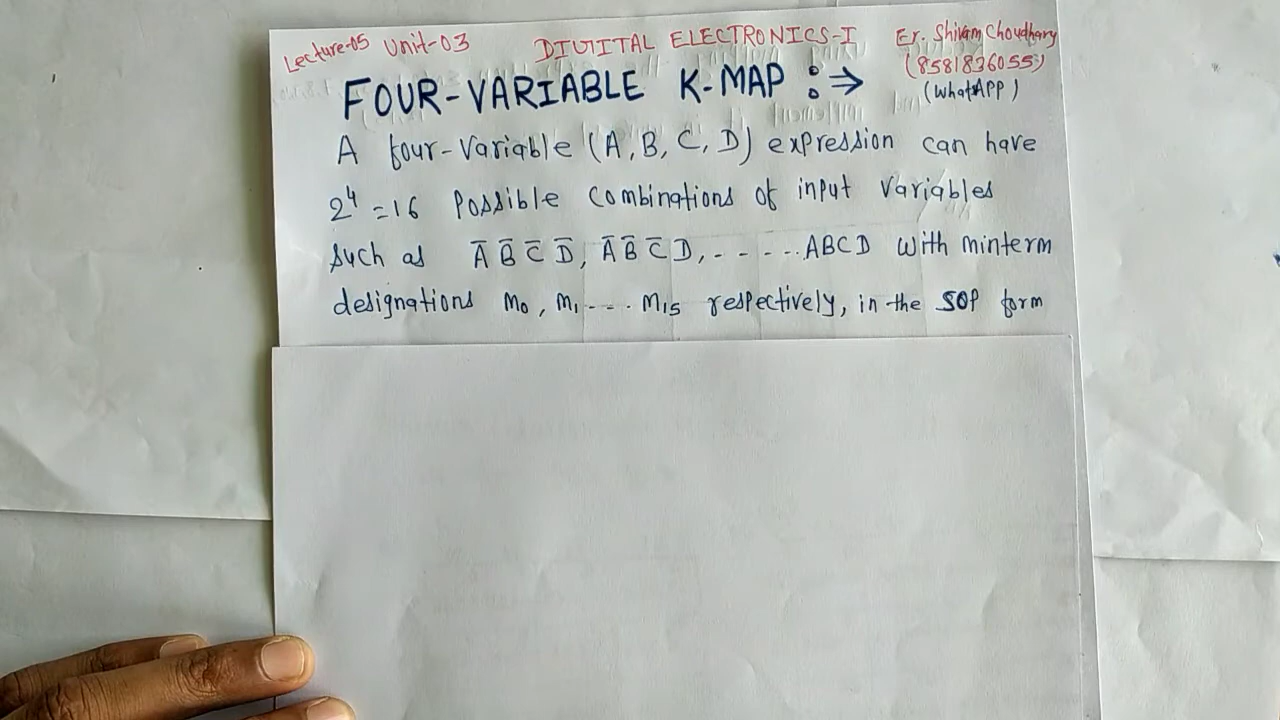 Lecture-05 Unit-03 DIGITAL ELECTRONICS-I Er. Shivam Choudhary
(8581836055)
FOUR-VARIABLE K-MAP :→ (WhatsAPP)
A four-Variable (A, B, C, D) expression can have
2⁴ = 16 Possible Combinations of input Variables
Such as A̅ B̅ C̅ D̅, A̅ B̅ C̅ D, - - - - .. ABCD with minterm
designations m₀, m₁ - - - . m₁₅ respectively, in the SOP form